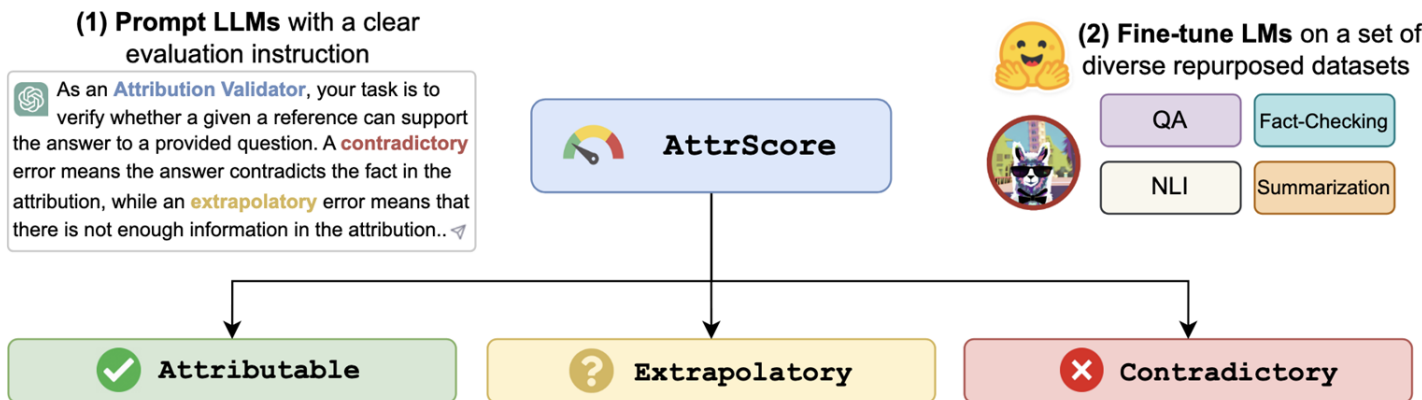 (1) Prompt LLMs with a clear
evaluation instruction
As an Attribution Validator, your task is to
verify whether a given a reference can support
the answer to a provided question. A contradictory
error means the answer contradicts the fact in the
attribution, while an extrapolatory error means that
there is not enough information in the attribution..
AttrScore
(2) Fine-tune LMs on a set of
diverse repurposed datasets
QA
Fact-Checking
NLI
Summarization
Attributable
Extrapolatory
Contradictory